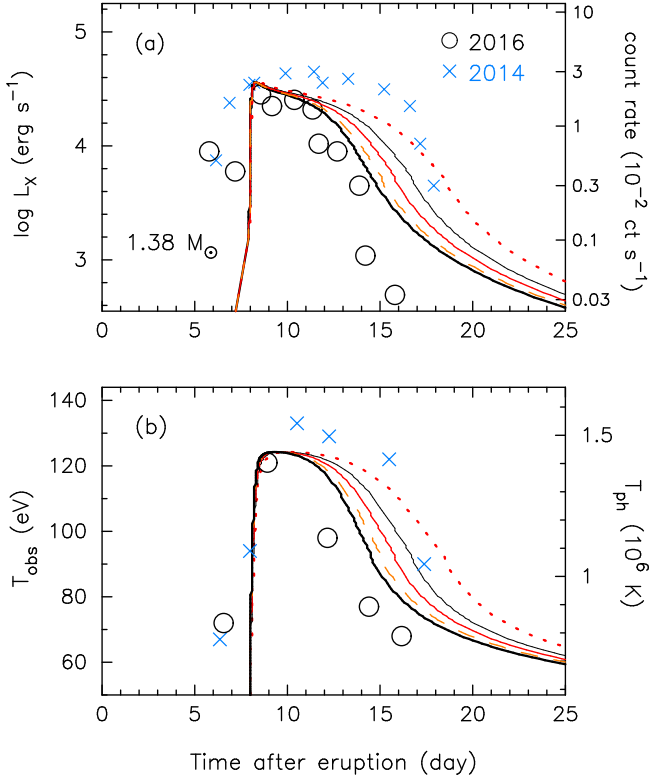 (a)
2016
2014
1.38 M⊙
5
4
3
log L_X (erg s⁻¹)
10
3
1
0.3
0.1
0.03
count rate (10⁻² ct s⁻¹)
0 5 10 15 20 25
(b)
140
120
100
80
60
T_obs (eV)
1.5
1
T_ph (10⁶ K)
0 5 10 15 20 25
Time after eruption (day)